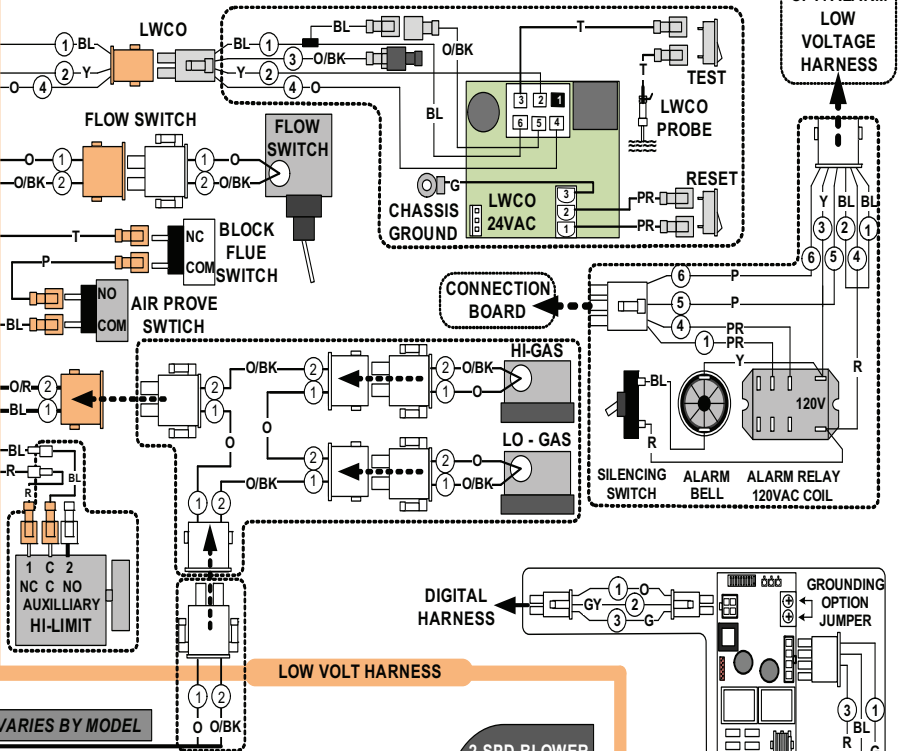 LWCO
1 BL
2 Y
O 4
BL 1
3 O/BK
Y 2
4 O
BL
O/BK
BL
T
T
TEST
LWCO
PROBE
3 2 1
6 5 4
LWCO
24VAC
3
2
1
G
CHASSIS
GROUND
PR
PR
RESET
LOW
VOLTAGE
HARNESS
FLOW SWITCH
O 1
O/BK 2
1 O
2 O/BK
FLOW
SWITCH
T
P
NC
COM
BLOCK
FLUE
SWITCH
NO
COM
BL
AIR PROVE
SWTICH
CONNECTION
BOARD
Y BL BL
3 2 1
6 5 4
6 P
5 P
4 PR
1 PR
Y
R
BL
R
120V
SILENCING
SWITCH
ALARM
BELL
ALARM RELAY
120VAC COIL
O/R 2
BL 1
2 O/BK 2
1 1
O
O
2 O/BK
1 O
HI-GAS
2
O/BK 1
2 O
1 O/BK
LO - GAS
1 2
BL
R
R
BL
1 C 2
NC C NO
AUXILLIARY
HI-LIMIT
DIGITAL
HARNESS
1 O
GY 2
3 G
GROUNDING
OPTION
JUMPER
3 1
R BL G
LOW VOLT HARNESS
1 2
O O/BK
VARIES BY MODEL
2 SPD BLOWER